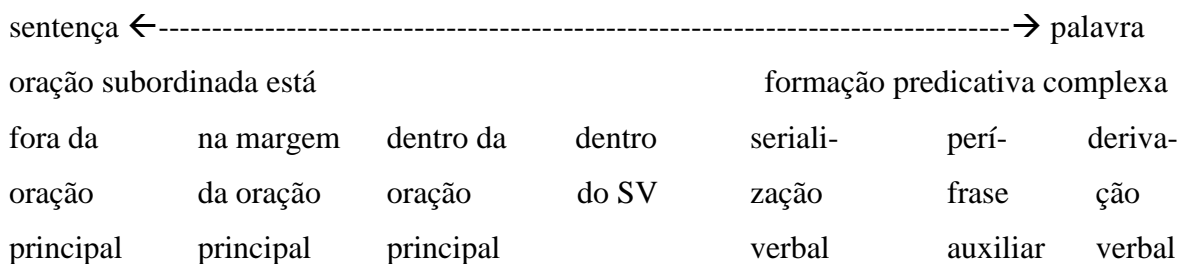 sentença ←--------------------------------------------------------------------------------→ palavra
oração subordinada está formação predicativa complexa
fora da na margem dentro da dentro seriali- perí- deriva-
oração da oração oração do SV zação frase ção
principal principal principal verbal auxiliar verbal